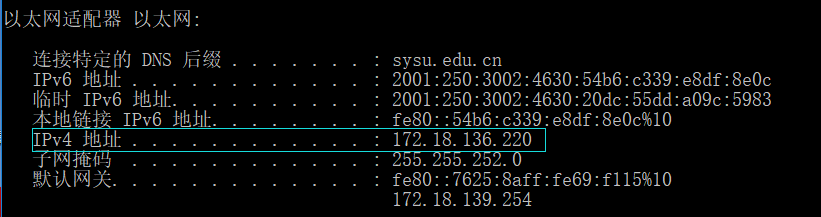 以太网适配器 以太网:
连接特定的 DNS 后缀 . . . . . . . : sysu.edu.cn
IPv6 地址 . . . . . . . . . . . . : 2001:250:3002:4630:54b6:c339:e8df:8e0c
临时 IPv6 地址. . . . . . . . . . : 2001:250:3002:4630:20dc:55dd:a09c:5983
本地链接 IPv6 地址. . . . . . . . : fe80::54b6:c339:e8df:8e0c%10
IPv4 地址 . . . . . . . . . . . . : 172.18.136.220
子网掩码  . . . . . . . . . . . . : 255.255.252.0
默认网关. . . . . . . . . . . . . : fe80::7625:8aff:fe69:f115%10
172.18.139.254